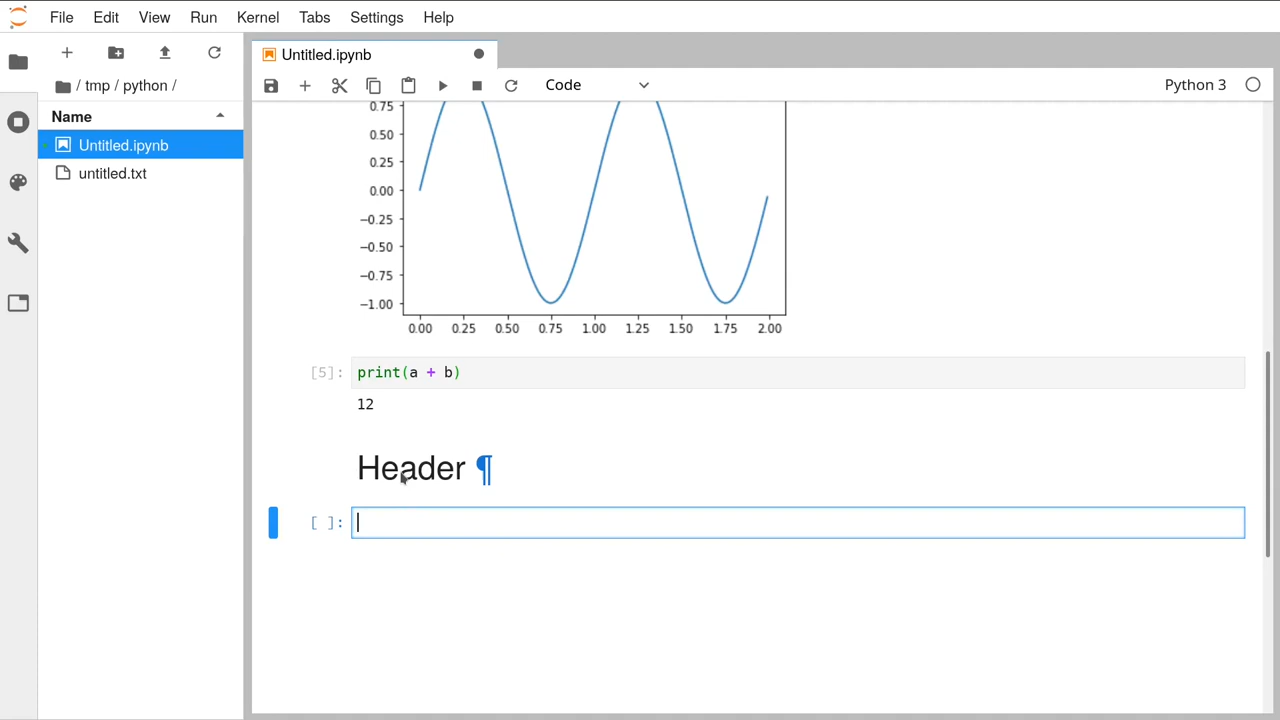 File Edit View Run Kernel Tabs Settings Help
Untitled.ipynb
/ tmp / python /
Code
Python 3
Name
Untitled.ipynb
untitled.txt
0.75
0.50
0.25
0.00
−0.25
−0.50
−0.75
−1.00
0.00 0.25 0.50 0.75 1.00 1.25 1.50 1.75 2.00
[5]: print(a + b)
12
Header ¶
[ ]: